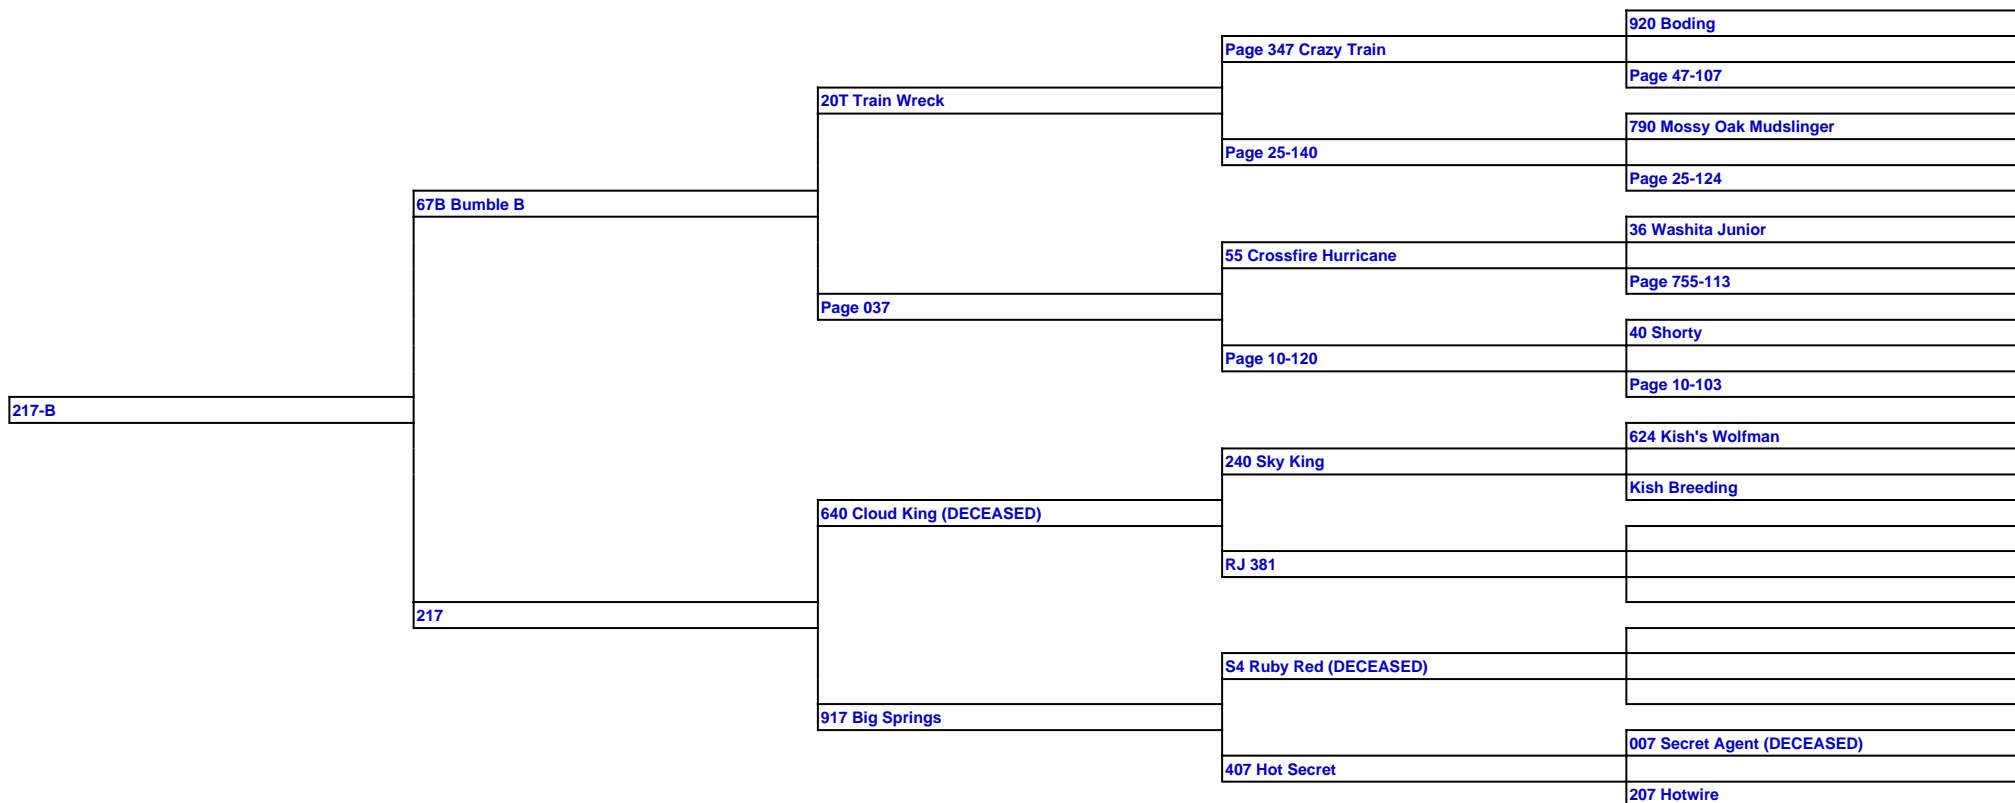 920 Boding
Page 347 Crazy Train
Page 47-107
20T Train Wreck
790 Mossy Oak Mudslinger
Page 25-140
Page 25-124
67B Bumble B
36 Washita Junior
55 Crossfire Hurricane
Page 755-113
Page 037
40 Shorty
Page 10-120
Page 10-103
217-B
624 Kish's Wolfman
240 Sky King
Kish Breeding
640 Cloud King (DECEASED)
RJ 381
217
S4 Ruby Red (DECEASED)
917 Big Springs
007 Secret Agent (DECEASED)
407 Hot Secret
207 Hotwire